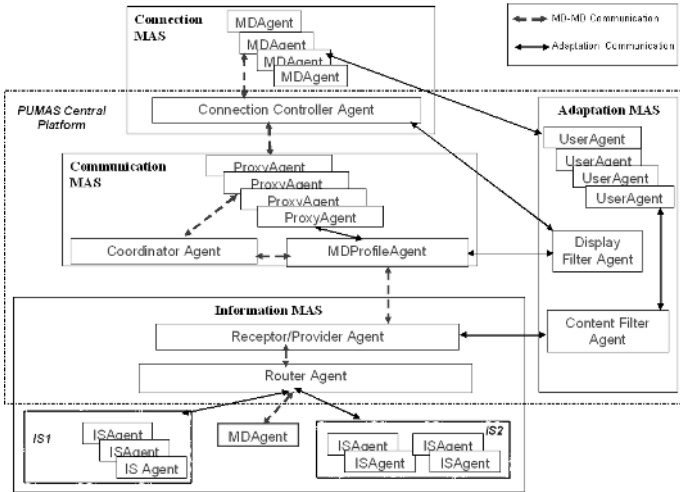 Connection
MAS
MDAgent
MDAgent
MDAgent
MDAgent
MD-MD Communication
Adaptation Communication
PUMAS Central
Platform
Connection Controller Agent
Adaptation MAS
UserAgent
UserAgent
UserAgent
UserAgent
Communication
MAS
ProxyAgent
ProxyAgent
ProxyAgent
ProxyAgent
Coordinator Agent
MDProfileAgent
Display
Filter Agent
Information MAS
Receptor/Provider Agent
Content Filter
Agent
Router Agent
IS1
ISAgent
ISAgent
IS Agent
MDAgent
IS2
ISAgent
ISAgent
ISAgent
ISAgent